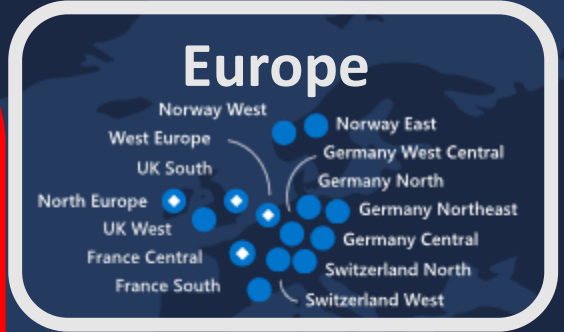 Europe
Norway West
Norway East
West Europe
Germany West Central
UK South
Germany North
North Europe
Germany Northeast
UK West
Germany Central
France Central
Switzerland North
France South
Switzerland West